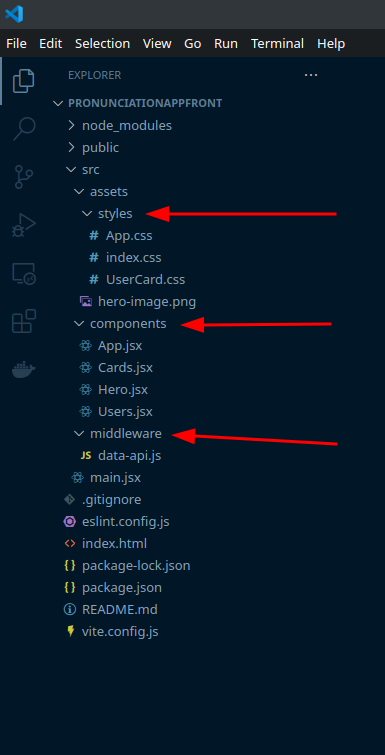 File Edit Selection View Go Run Terminal Help
EXPLORER ...
PRONUNCIATIONAPPFRONT
node_modules
public
src
assets
styles
# App.css
# index.css
# UserCard.css
hero-image.png
components
App.jsx
Cards.jsx
Hero.jsx
Users.jsx
middleware
JS data-api.js
main.jsx
.gitignore
eslint.config.js
<> index.html
{} package-lock.json
{} package.json
README.md
vite.config.js